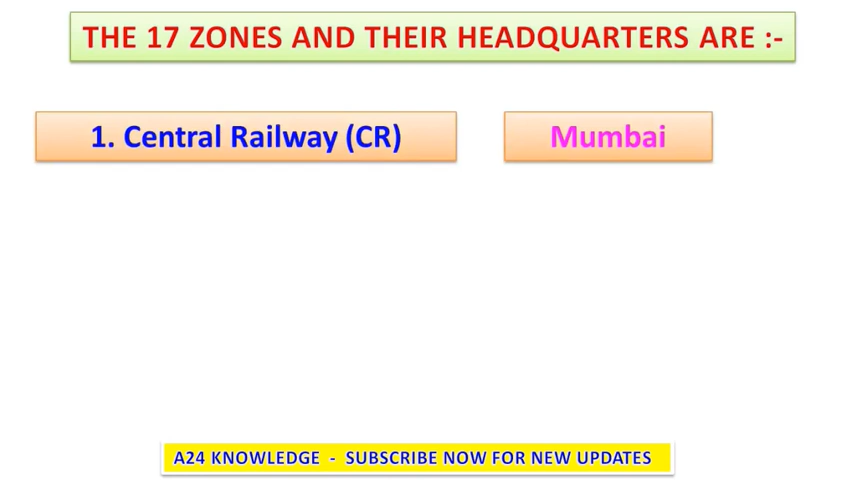 THE 17 ZONES AND THEIR HEADQUARTERS ARE :-
1. Central Railway (CR) Mumbai
A24 KNOWLEDGE - SUBSCRIBE NOW FOR NEW UPDATES